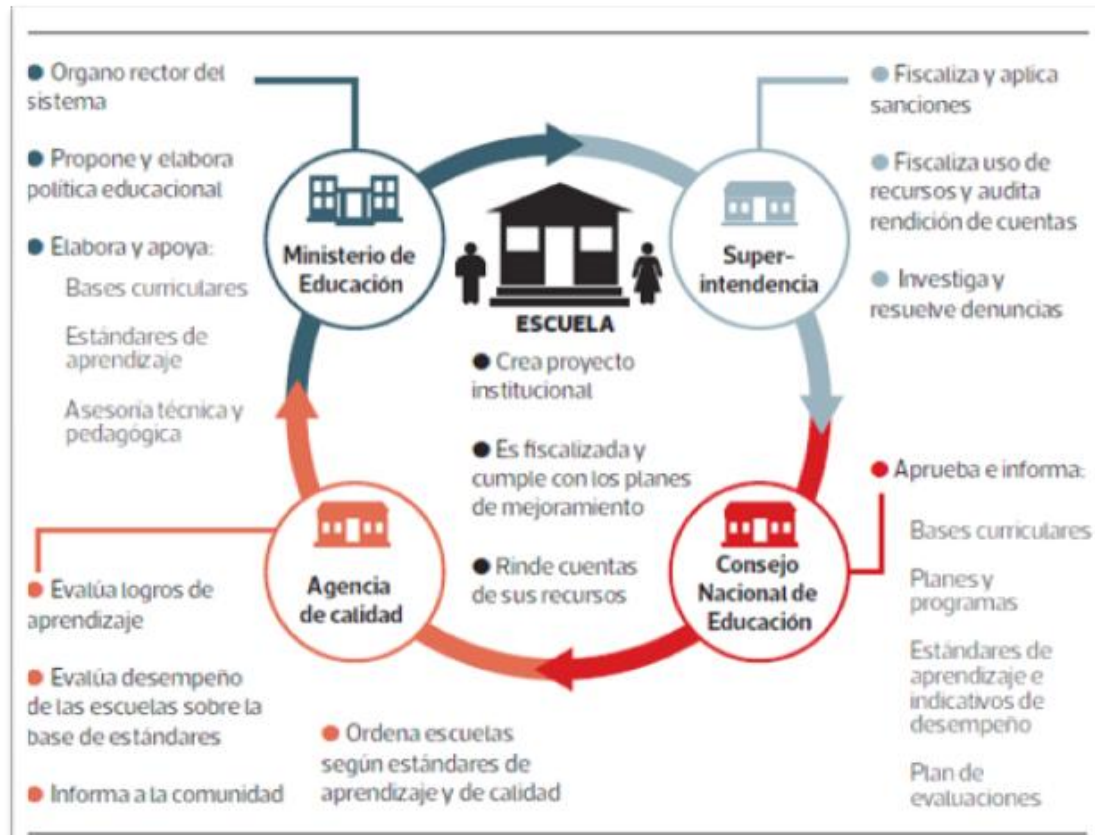 ● Organo rector del
sistema
● Propone y elabora
política educacional
● Elabora y apoya:
Bases curriculares
Estándares de
aprendizaje
Asesoría técnica y
pedagógica
Ministerio de
Educación
● Fiscaliza y aplica
sanciones
● Fiscaliza uso de
recursos y audita
rendición de cuentas
● Investiga y
resuelve denuncias
Super-
intendencia
ESCUELA
● Crea proyecto
institucional
● Es fiscalizada y
cumple con los planes
de mejoramiento
● Rinde cuentas
de sus recursos
● Aprueba e informa:
Bases curriculares
Planes y
programas
Estándares de
aprendizaje e
indicativos de
desempeño
Plan de
evaluaciones
Consejo
Nacional de
Educación
Agencia
de calidad
● Evalúa logros de
aprendizaje
● Evalúa desempeño
de las escuelas sobre la
base de estándares
● Informa a la comunidad
● Ordena escuelas
según estándares de
aprendizaje y de calidad